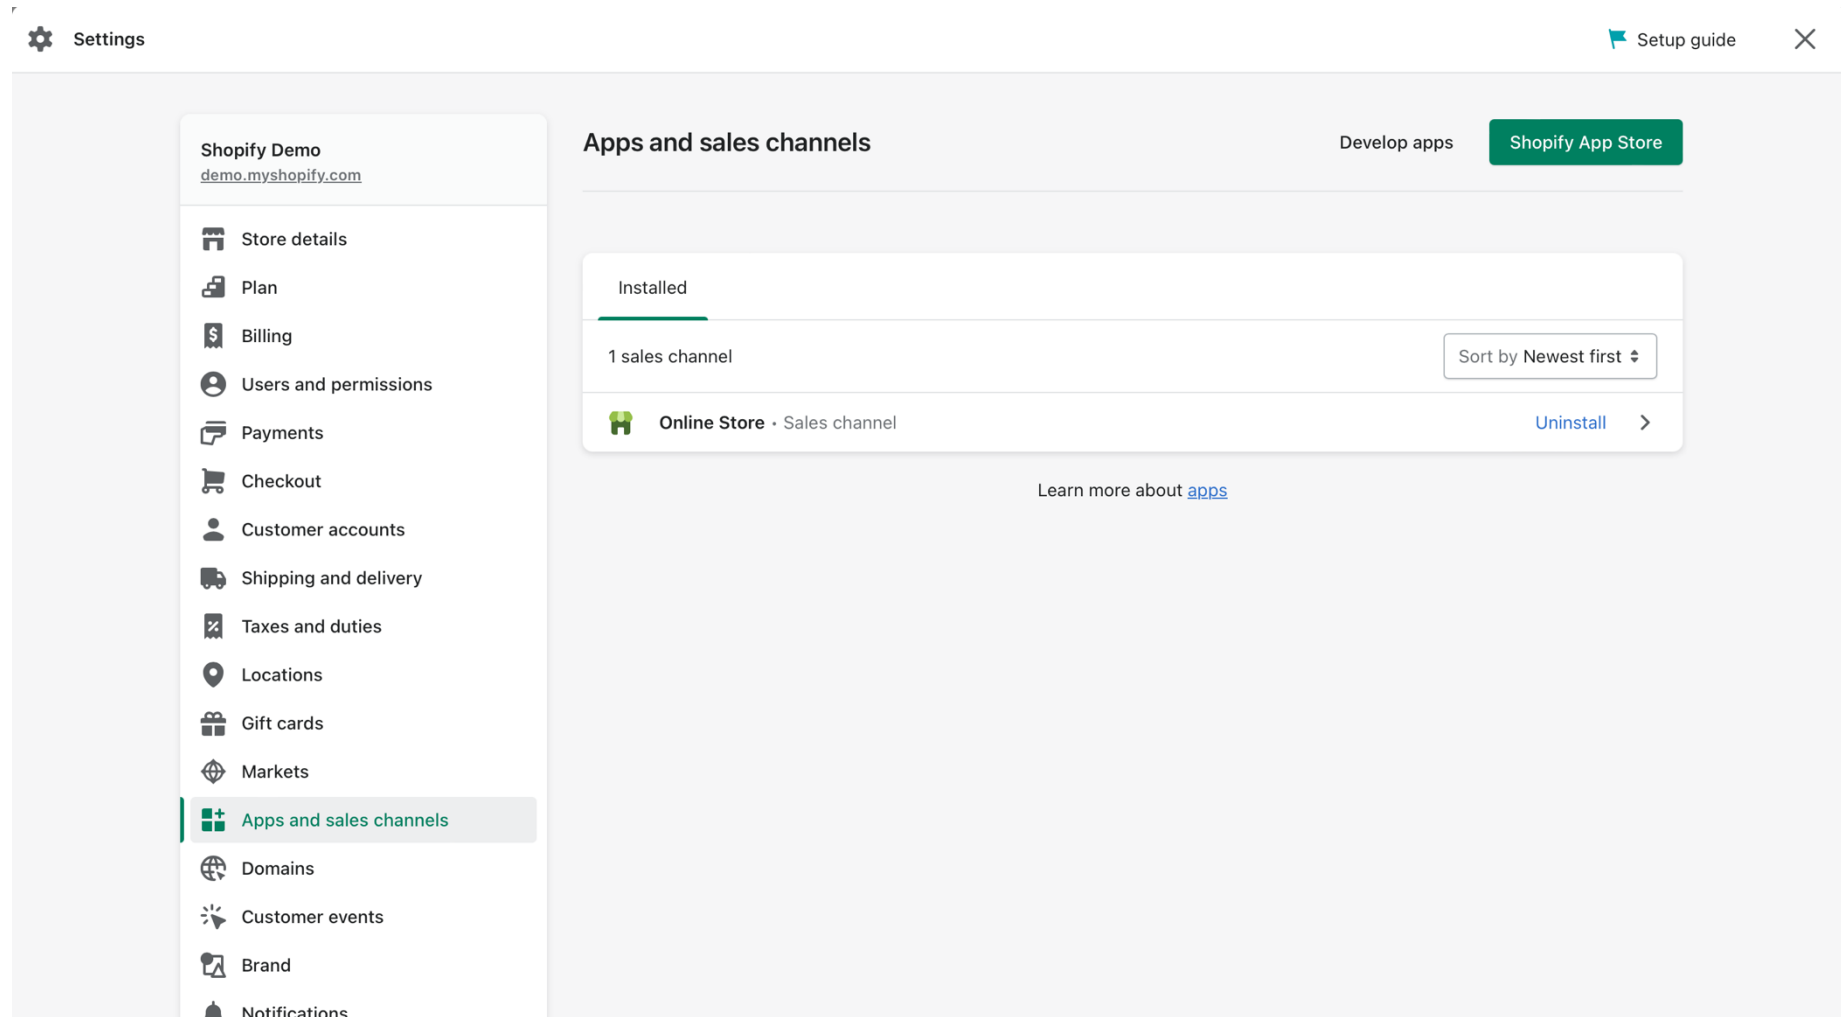 Settings
Setup guide
Shopify Demo
demo.myshopify.com
Store details
Plan
Billing
Users and permissions
Payments
Checkout
Customer accounts
Shipping and delivery
Taxes and duties
Locations
Gift cards
Markets
Apps and sales channels
Domains
Customer events
Brand
Notifications
Apps and sales channels
Develop apps
Shopify App Store
Installed
1 sales channel
Sort by Newest first
Online Store • Sales channel
Uninstall
Learn more about apps